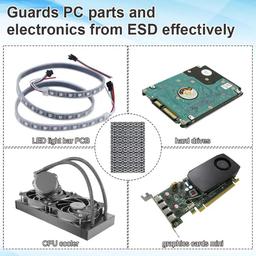 Guards PC parts and
electronics from ESD effectively
LED light bar PCB
hard drives
CPU cooler
graphics cards mini